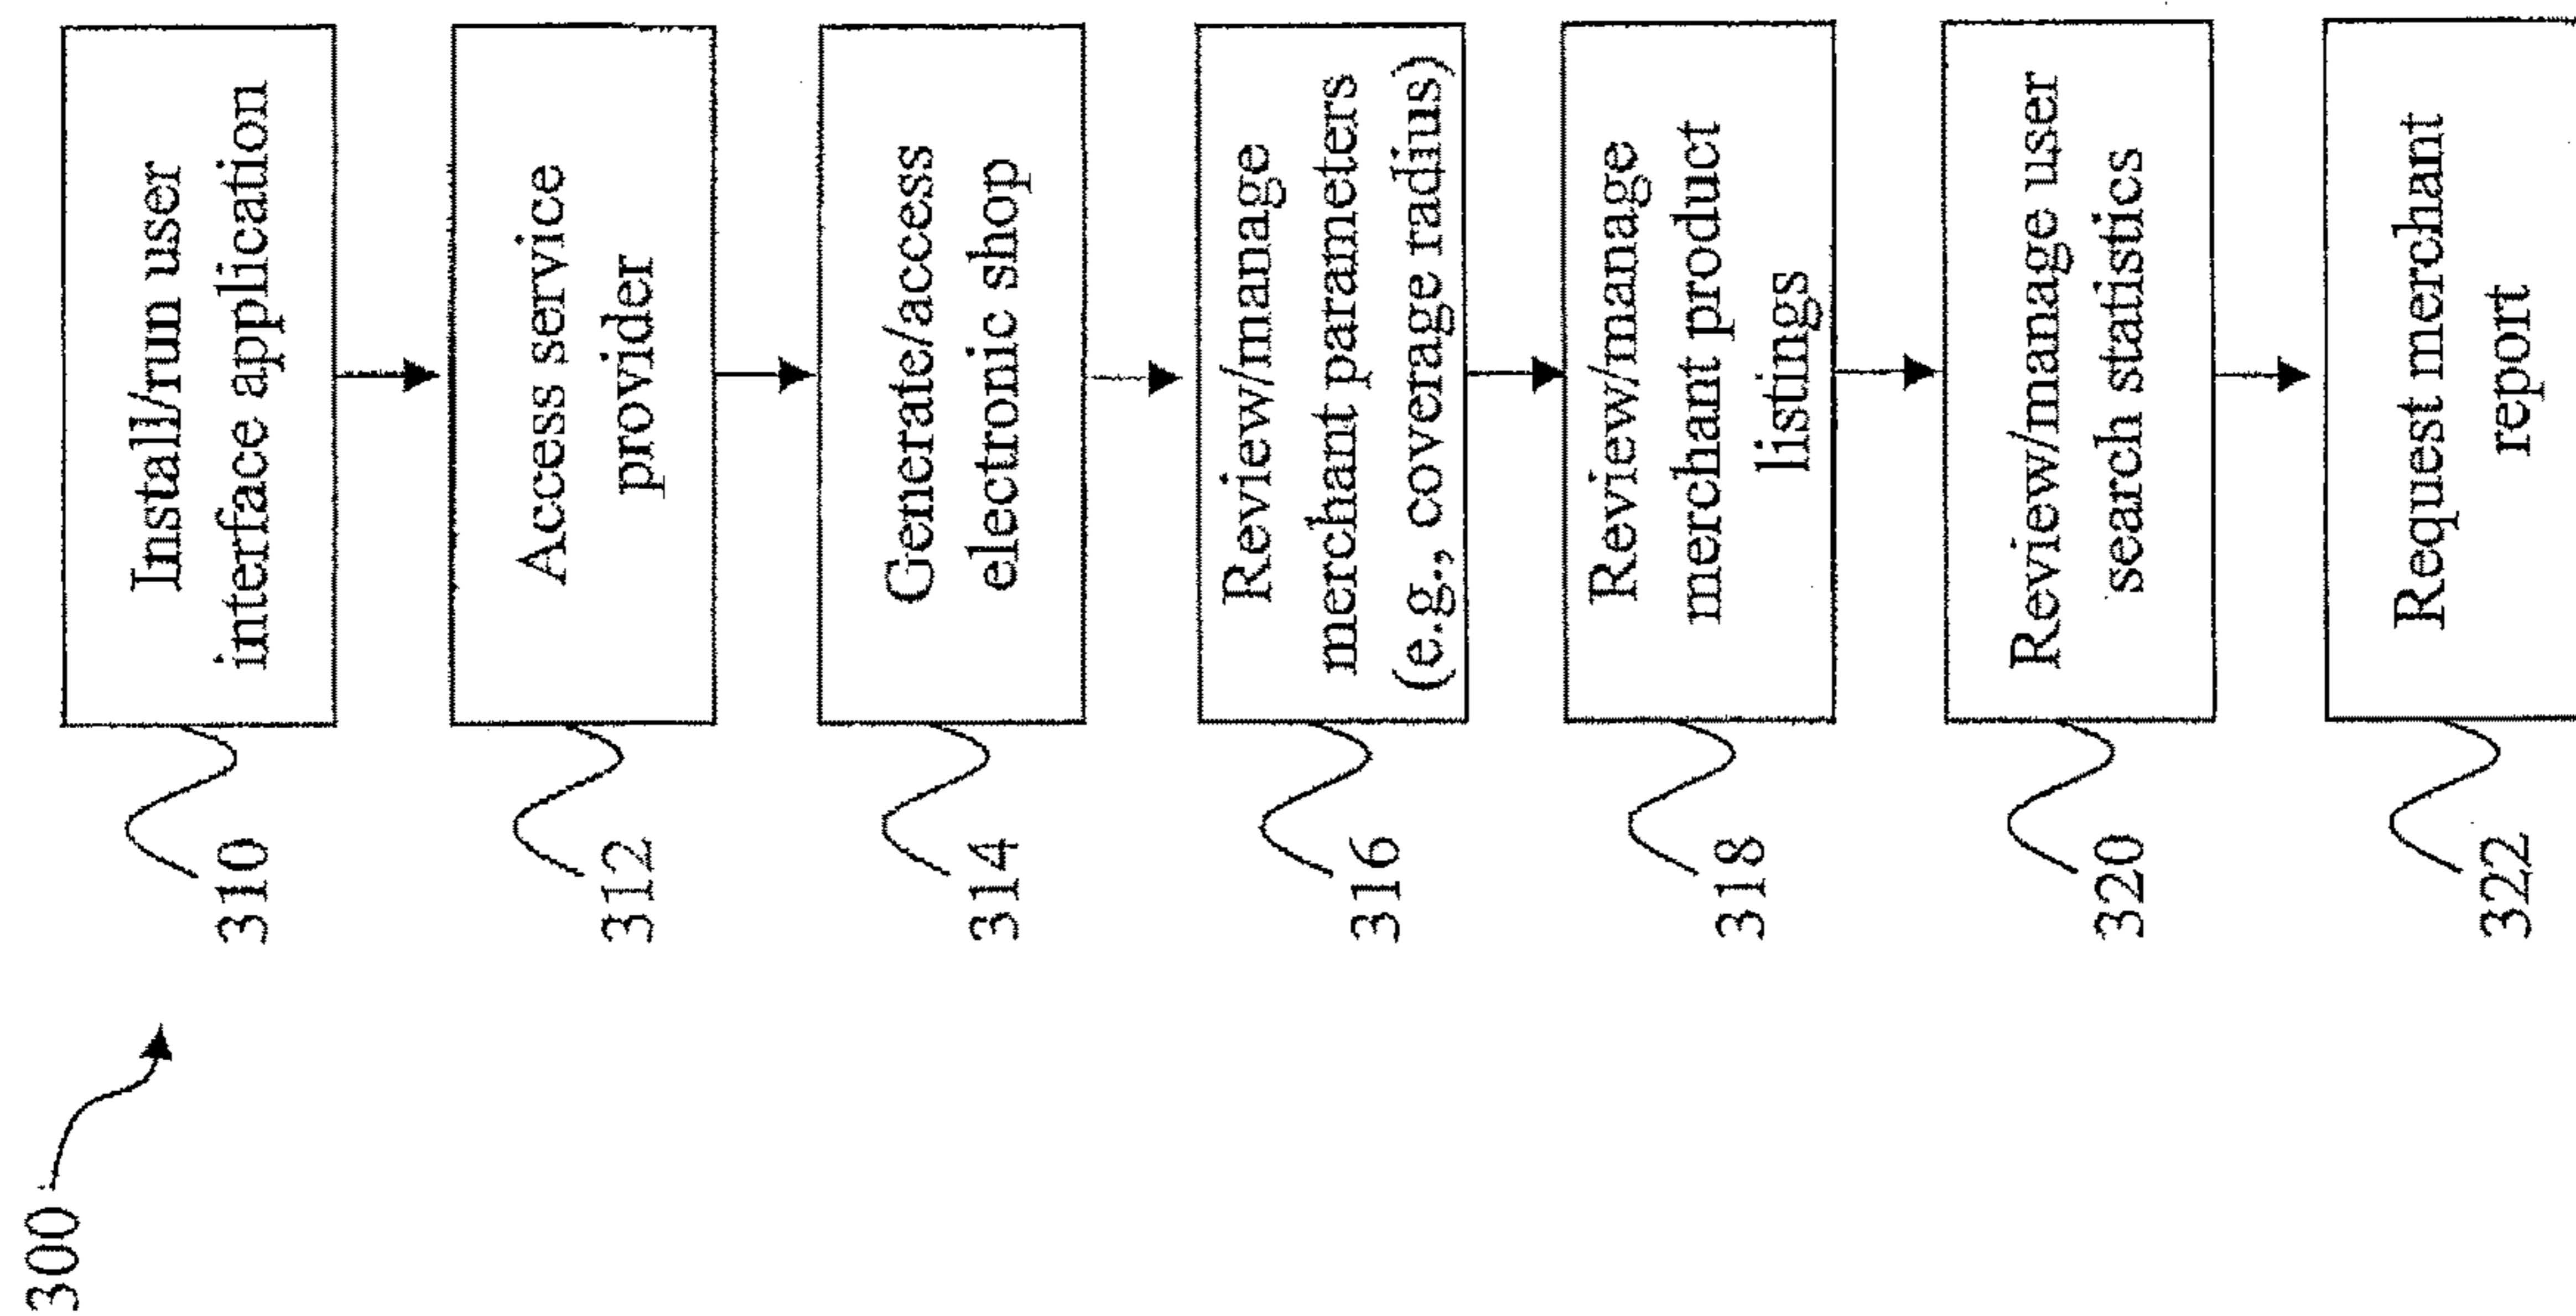 300
310
Install/run user
interface application
312
Access service
provider
314
Generate/access
electronic shop
316
Review/manage
merchant parameters
(e.g., coverage radius)
318
Review/manage
merchant product
listings
320
Review/manage user
search statistics
322
Request merchant
report